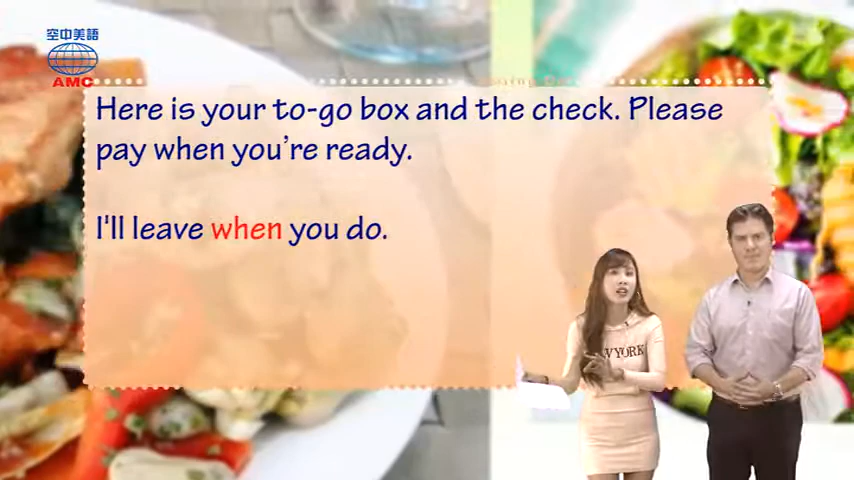 空中美語
AMC
Here is your to-go box and the check. Please
pay when you're ready.
I'll leave when you do.
YORK